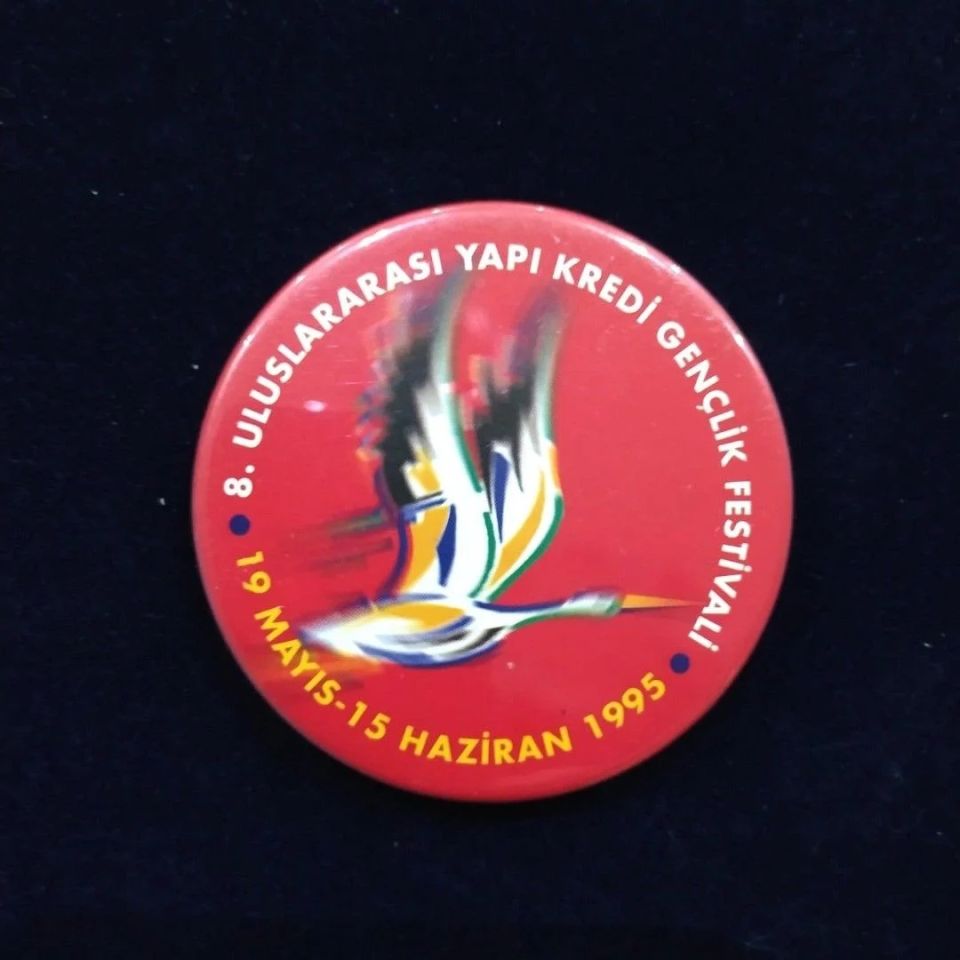 8. ULUSLARARASI YAPI KREDİ GENÇLİK FESTİVALİ
19 MAYIS-15 HAZİRAN 1995